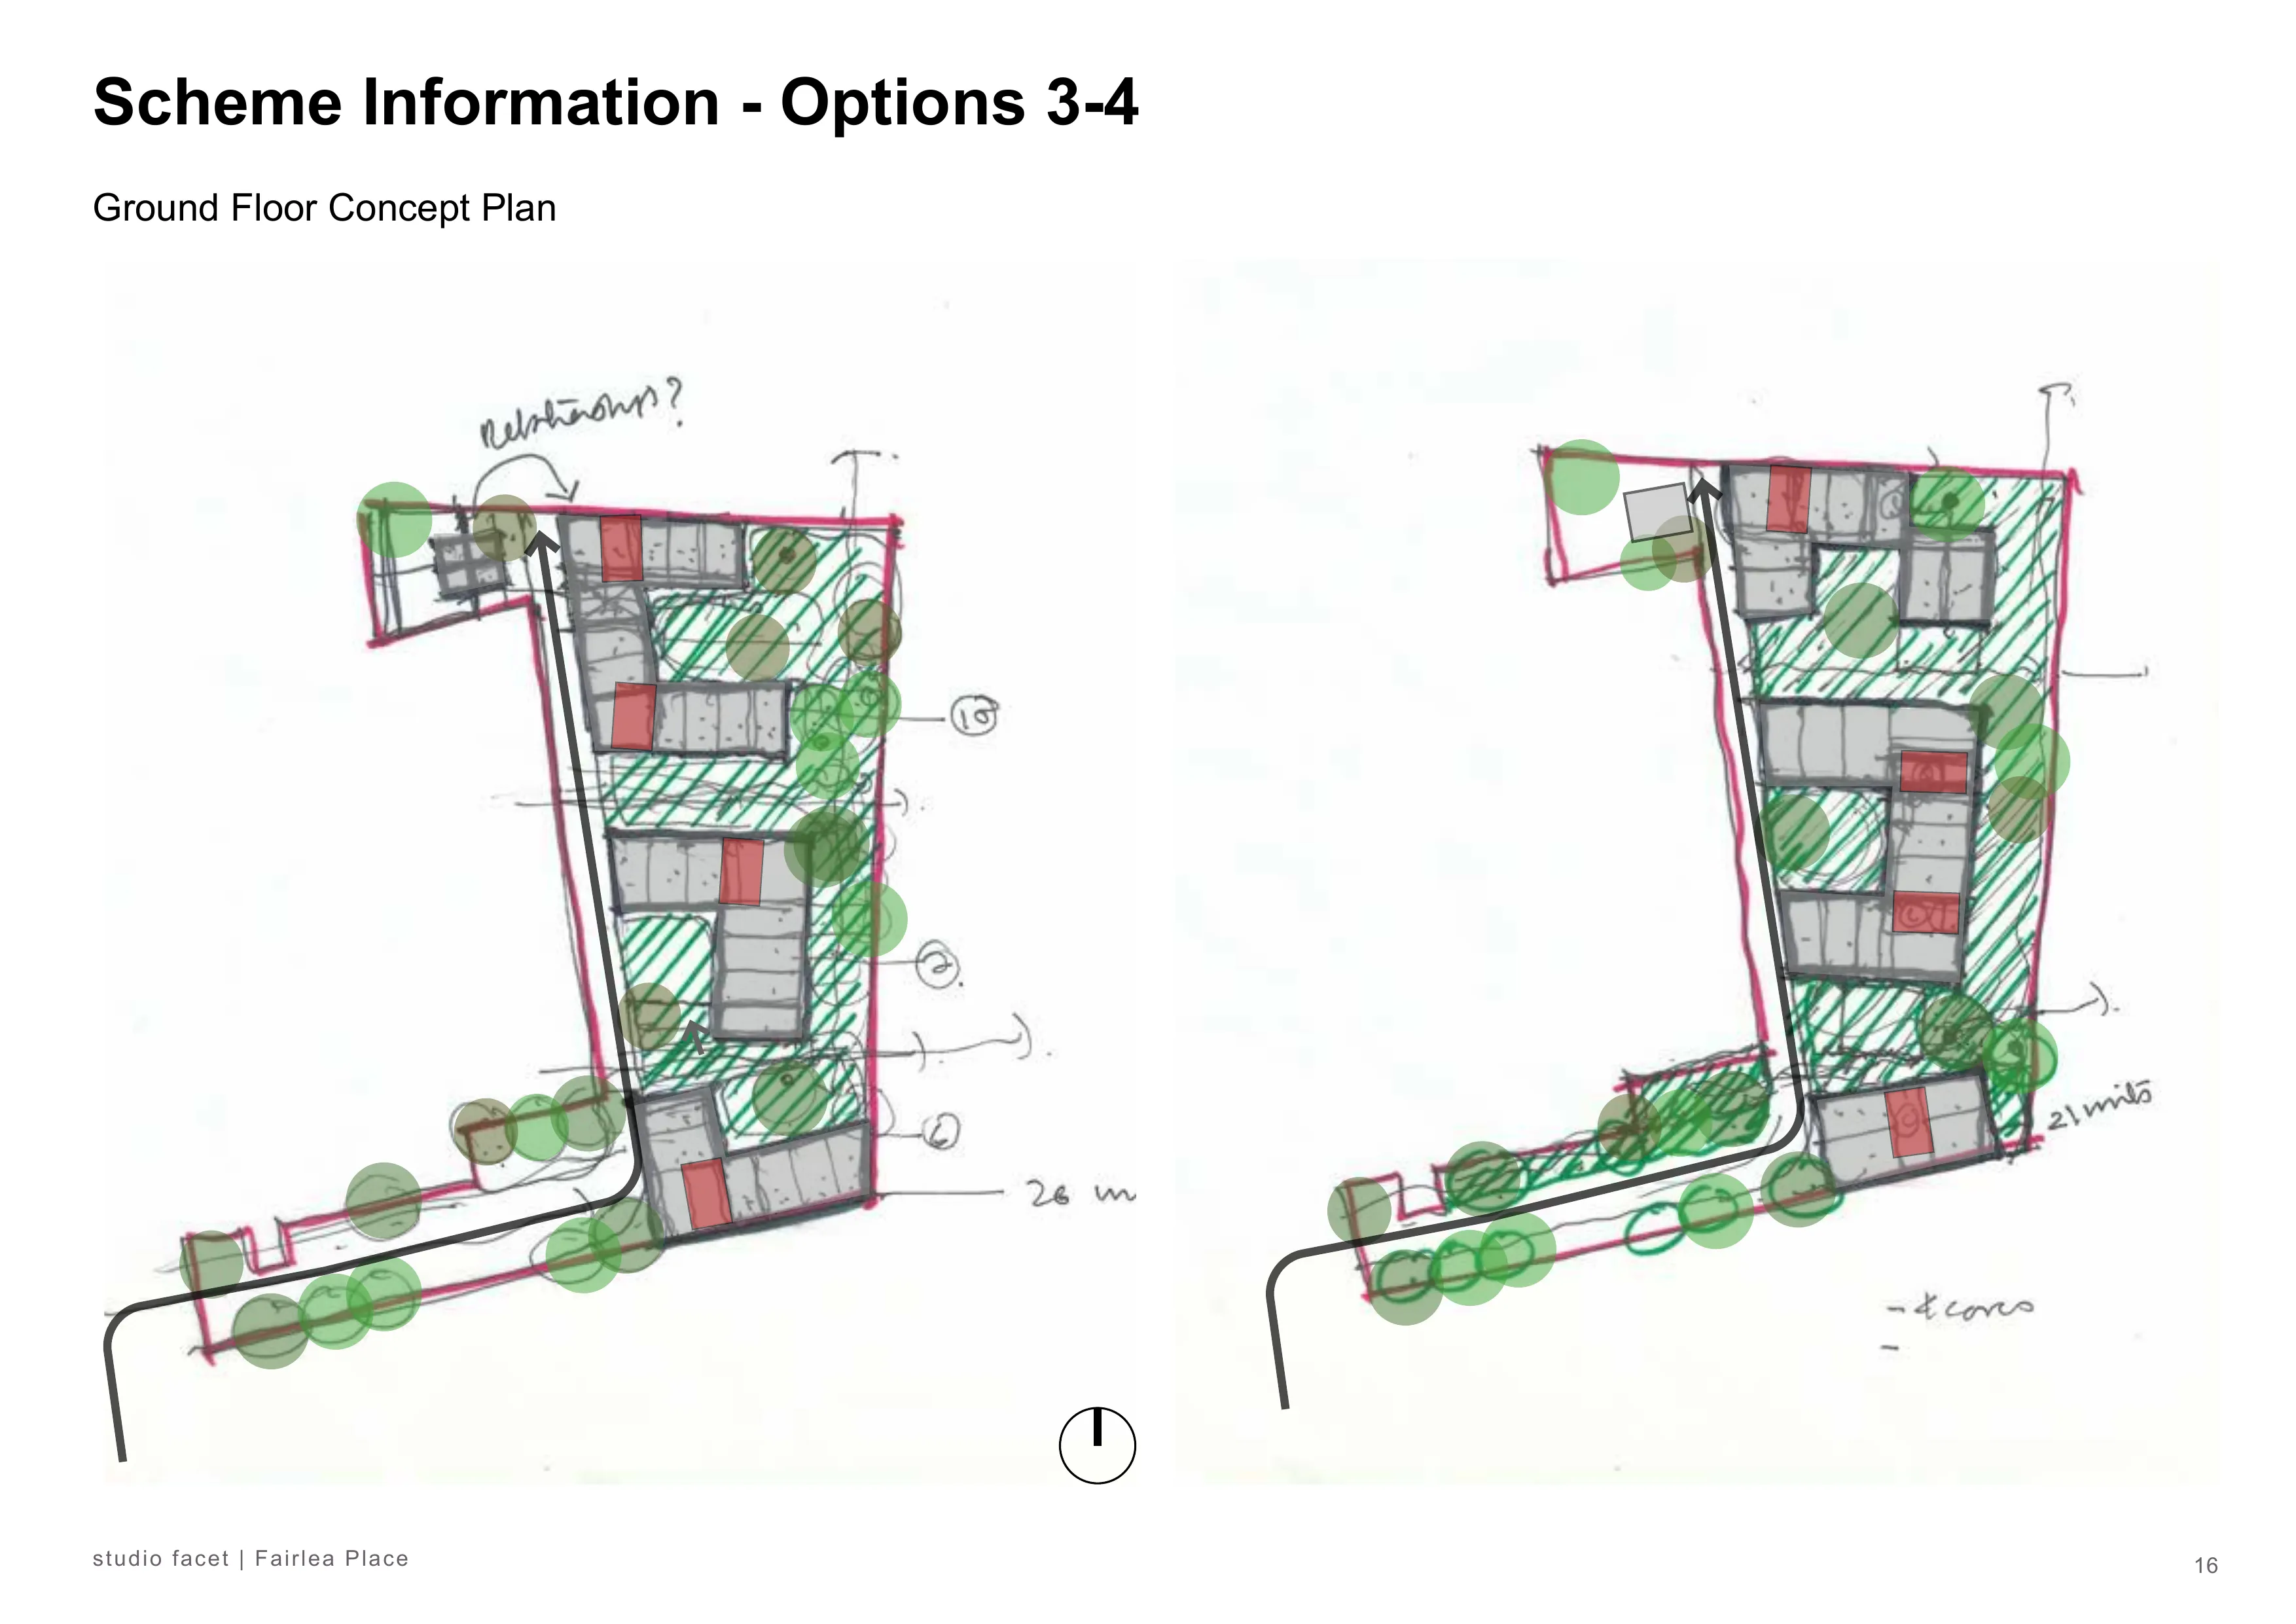 Scheme Information - Options 3-4
Ground Floor Concept Plan
Relationship?
10
2.
6
26 m
21 units
- 4 cores
-
studio facet | Fairlea Place
16